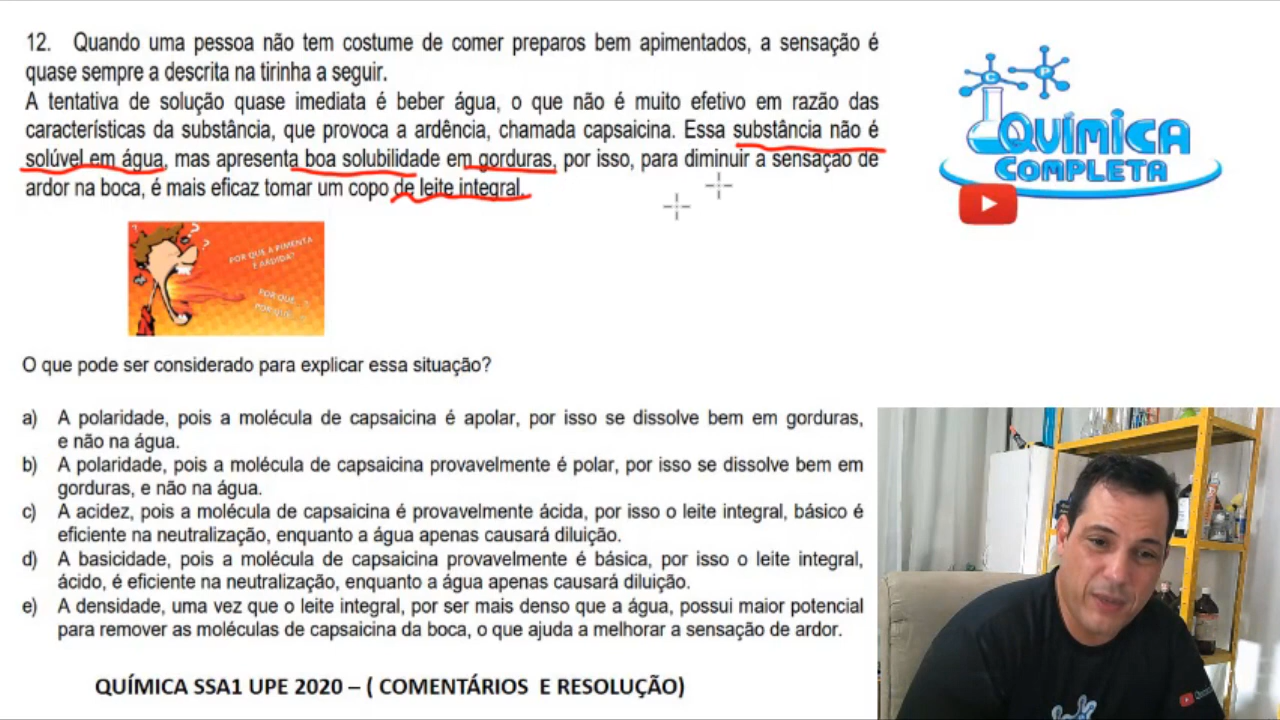 12. Quando uma pessoa não tem costume de comer preparos bem apimentados, a sensação é
quase sempre a descrita na tirinha a seguir.
A tentativa de solução quase imediata é beber água, o que não é muito efetivo em razão das
características da substância, que provoca a ardência, chamada capsaicina. Essa substância não é
solúvel em água, mas apresenta boa solubilidade em gorduras, por isso, para diminuir a sensação de
ardor na boca, é mais eficaz tomar um copo de leite integral.
C P
QUÍMICA
COMPLETA
? ? ?
POR QUE A PIMENTA
É ARDIDA?
POR QUE...?
POR QUE...?
O que pode ser considerado para explicar essa situação?
a) A polaridade, pois a molécula de capsaicina é apolar, por isso se dissolve bem em gorduras,
e não na água.
b) A polaridade, pois a molécula de capsaicina provavelmente é polar, por isso se dissolve bem em
gorduras, e não na água.
c) A acidez, pois a molécula de capsaicina é provavelmente ácida, por isso o leite integral, básico é
eficiente na neutralização, enquanto a água apenas causará diluição.
d) A basicidade, pois a molécula de capsaicina provavelmente é básica, por isso o leite integral,
ácido, é eficiente na neutralização, enquanto a água apenas causará diluição.
e) A densidade, uma vez que o leite integral, por ser mais denso que a água, possui maior potencial
para remover as moléculas de capsaicina da boca, o que ajuda a melhorar a sensação de ardor.
QUÍMICA SSA1 UPE 2020 – ( COMENTÁRIOS E RESOLUÇÃO)